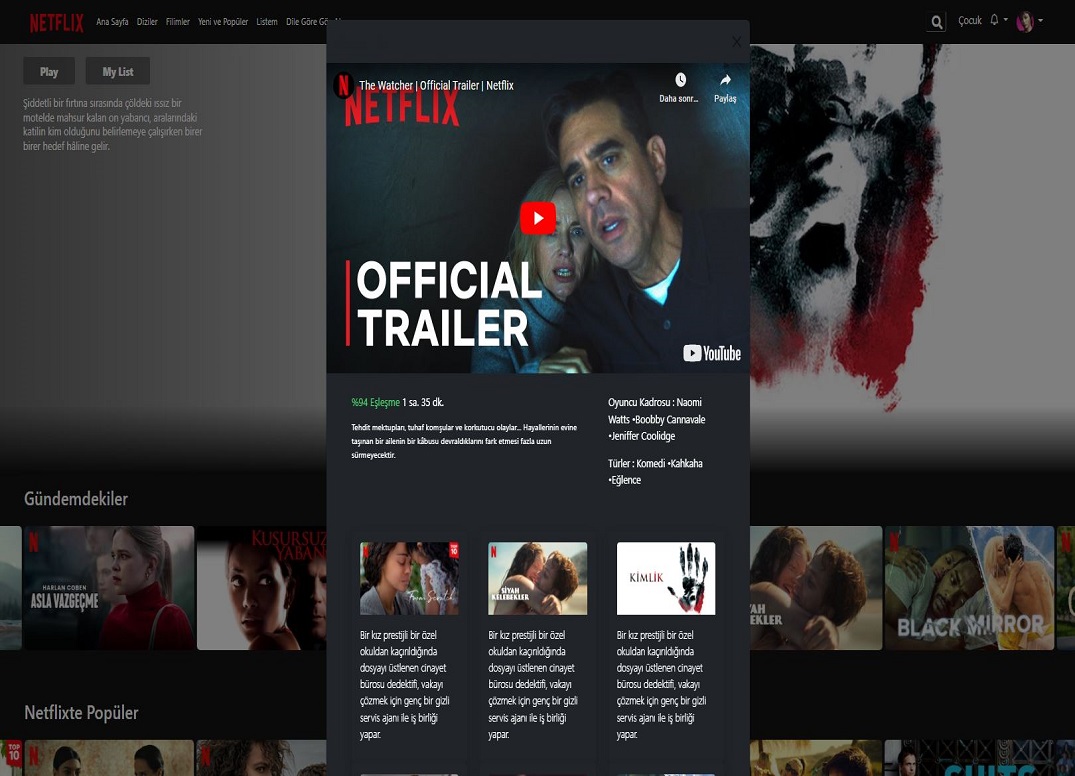 NETFLIX
Ana Sayfa Diziler Filimler Yeni ve Popüler Listem Dile Göre
Çocuk
Play
My List
Şiddetli bir fırtına sırasında çöldeki ıssız bir
motelde mahsur kalan on yabancı, aralarındaki
katilin kim olduğunu belirlemeye çalışırken birer
birer hedef hâline gelir.
X
N The Watcher | Official Trailer | Netflix
Daha sonr...
Paylaş
NETFLIX
OFFICIAL
TRAILER
YouTube
%94 Eşleşme 1 sa. 35 dk.
Tehdit mektupları, tuhaf komşular ve korkutucu olaylar... Hayallerinin evine
taşınan bir ailenin bir kâbusu devraldıklarını fark etmesi fazla uzun
sürmeyecektir.
Oyuncu Kadrosu : Naomi
Watts •Boobby Cannavale
•Jeniffer Coolidge
Türler : Komedi •Kahkaha
•Eğlence
Gündemdekiler
N
HARLAN COBEN
ASLA VAZGEÇME
KUSURSUZ
YABAN
N
TOP
10
From Scratch
N
SİYAH
KELEBEKLER
KİMLİK
Bir kız prestijli bir özel
okuldan kaçırıldığında
dosyayı üstlenen cinayet
bürosu dedektifi, vakayı
çözmek için genç bir gizli
servis ajanı ile iş birliği
yapar.
Bir kız prestijli bir özel
okuldan kaçırıldığında
dosyayı üstlenen cinayet
bürosu dedektifi, vakayı
çözmek için genç bir gizli
servis ajanı ile iş birliği
yapar.
Bir kız prestijli bir özel
okuldan kaçırıldığında
dosyayı üstlenen cinayet
bürosu dedektifi, vakayı
çözmek için genç bir gizli
servis ajanı ile iş birliği
yapar.
N
BLACK MIRROR
N
Netflixte Popüler
TOP
10
N
N